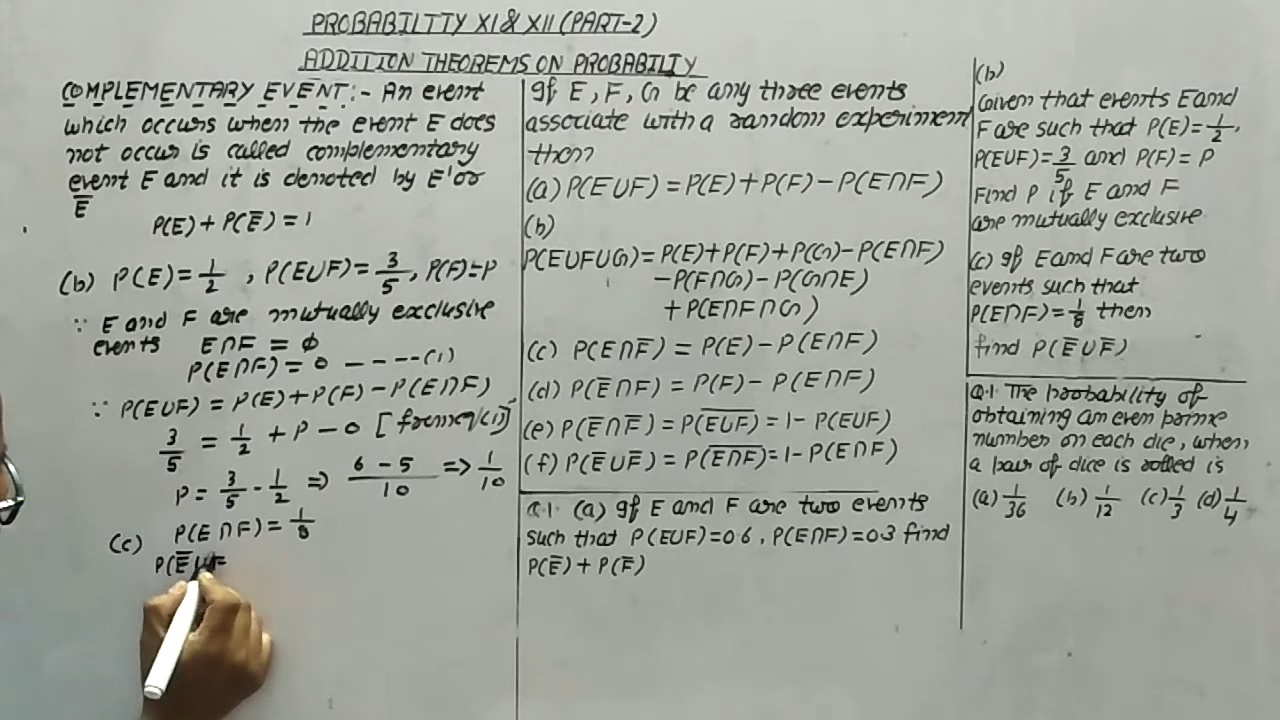 PROBABILTTY XI & XII (PART-2)
ADDITION THEOREMS ON PROBABILIY
COMPLEMENTARY EVENT:- An event
which occurs when the event E does
not occur is called complementary
event E and it is denoted by E' or
E̅
P(E) + P(E̅) = 1
(b) P(E) = 1/2 , P(EUF) = 3/5 , P(F) = P
∵ E and F are mutually exclusive
events E∩F = ϕ
P(E∩F) = 0 ----(1)
∵ P(EUF) = P(E) + P(F) - P(E∩F)
3/5 = 1/2 + P - 0 [from eq(1)]
P = 3/5 - 1/2 => (6-5)/10 => 1/10
(c) P(E∩F) = 1/8
P(E̅
If E, F, G be any three events
associate with a random experiment
then
(a) P(EUF) = P(E) + P(F) - P(E∩F)
(b)
P(EUFUG) = P(E) + P(F) + P(G) - P(E∩F)
- P(F∩G) - P(G∩E)
+ P(E∩F∩G)
(c) P(E∩F̅) = P(E) - P(E∩F)
(d) P(E̅∩F) = P(F) - P(E∩F)
(e) P(E̅∩F̅) = P(E̅U̅F̅) = 1- P(EUF)
(f) P(E̅UF̅) = P(E̅∩̅F̅) = 1- P(E∩F)
Q.1. (a) If E and F are two events
such that P(EUF)=0.6, P(E∩F)=0.3 find
P(E̅) + P(F̅)
(b)
Given that events E and
F are such that P(E)=1/2,
P(EUF)=3/5 and P(F)= P
Find P if E and F
are mutually exclusive
(c) If E and F are two
events such that
P(E∩F)=1/8 then
find P(E̅UF̅)
Q.1. The probability of
obtaining an even prime
number on each die, when
a pair of dice is rolled is
(a) 1/36 (b) 1/12 (c) 1/3 (d) 1/4